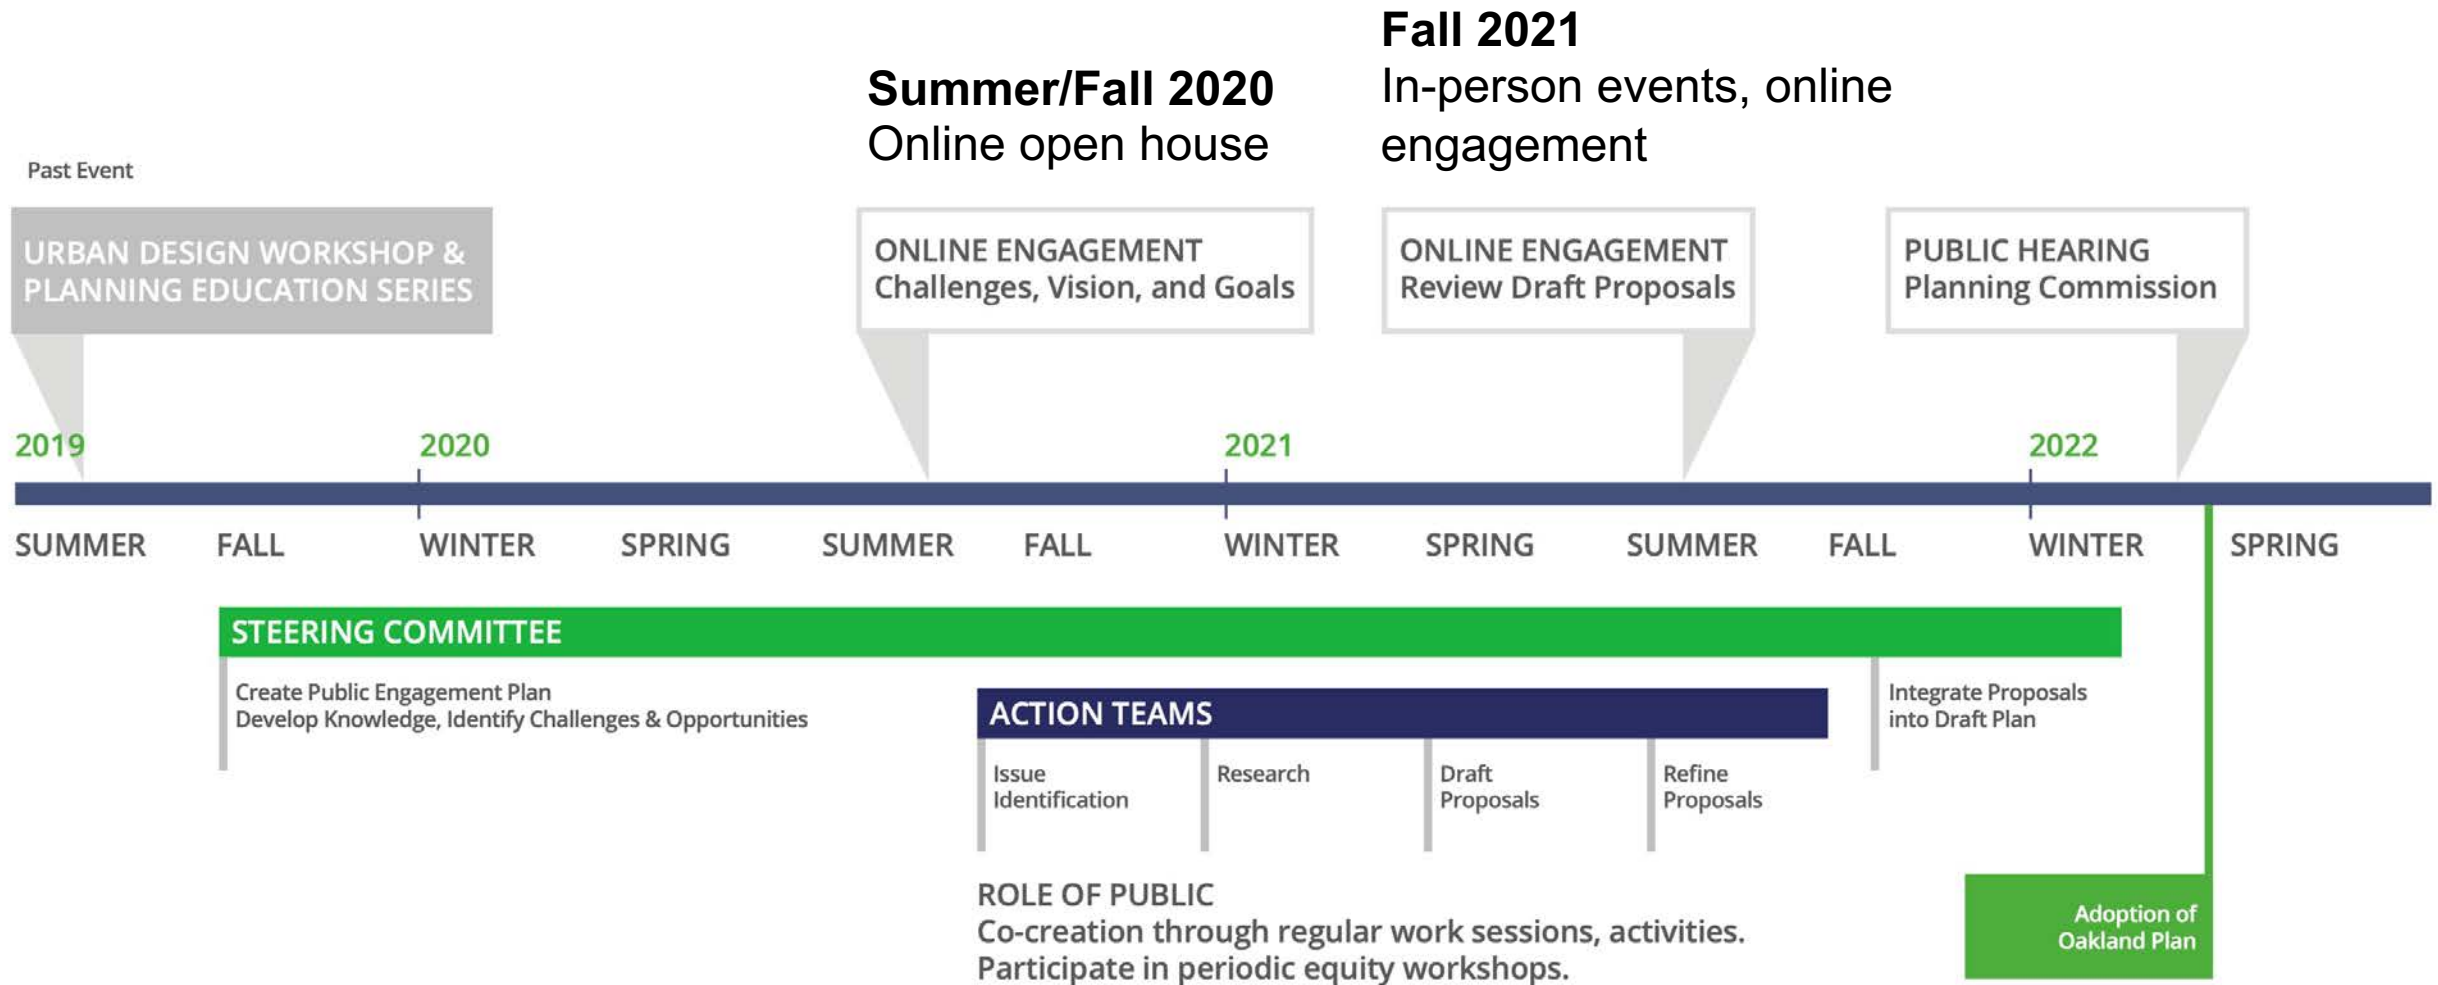 Fall 2021
In-person events, online
engagement
Summer/Fall 2020
Online open house
Past Event
URBAN DESIGN WORKSHOP &
PLANNING EDUCATION SERIES
ONLINE ENGAGEMENT
Challenges, Vision, and Goals
ONLINE ENGAGEMENT
Review Draft Proposals
PUBLIC HEARING
Planning Commission
2019
2020
2021
2022
SUMMER
FALL
WINTER
SPRING
SUMMER
FALL
WINTER
SPRING
SUMMER
FALL
WINTER
SPRING
STEERING COMMITTEE
Create Public Engagement Plan
Develop Knowledge, Identify Challenges & Opportunities
Integrate Proposals
into Draft Plan
ACTION TEAMS
Issue
Identification
Research
Draft
Proposals
Refine
Proposals
ROLE OF PUBLIC
Co-creation through regular work sessions, activities.
Participate in periodic equity workshops.
Adoption of
Oakland Plan